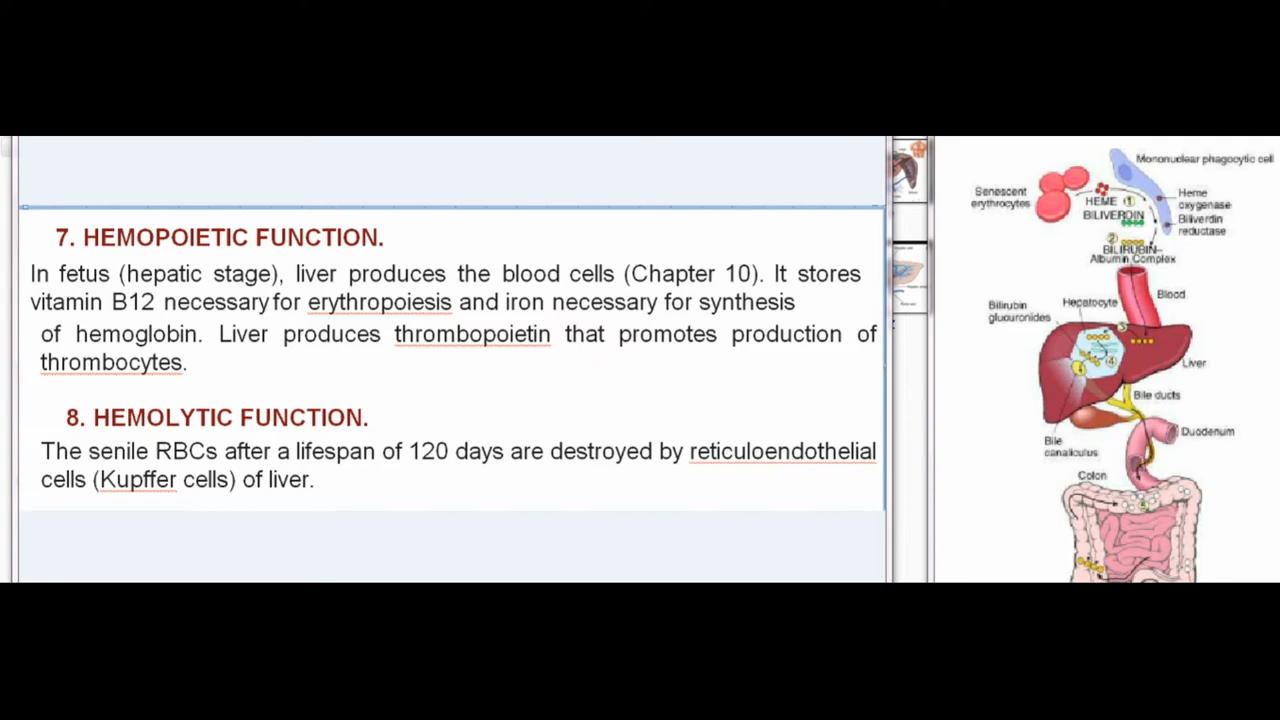 7. HEMOPOIETIC FUNCTION.
In fetus (hepatic stage), liver produces the blood cells (Chapter 10). It stores
vitamin B12 necessary for erythropoiesis and iron necessary for synthesis
of hemoglobin. Liver produces thrombopoietin that promotes production of
thrombocytes.
8. HEMOLYTIC FUNCTION.
The senile RBCs after a lifespan of 120 days are destroyed by reticuloendothelial
cells (Kupffer cells) of liver.
Mononuclear phagocytic cell
Senescent
erythrocytes
HEME 1
BILIVERDIN
Heme
oxygenase
Biliverdin
reductase
2
BILIRUBIN–
Albumin Complex
Blood
Hepatocyte
Bilirubin
glucuronides
3
4
Liver
Bile ducts
Duodenum
Bile
canaliculus
Colon